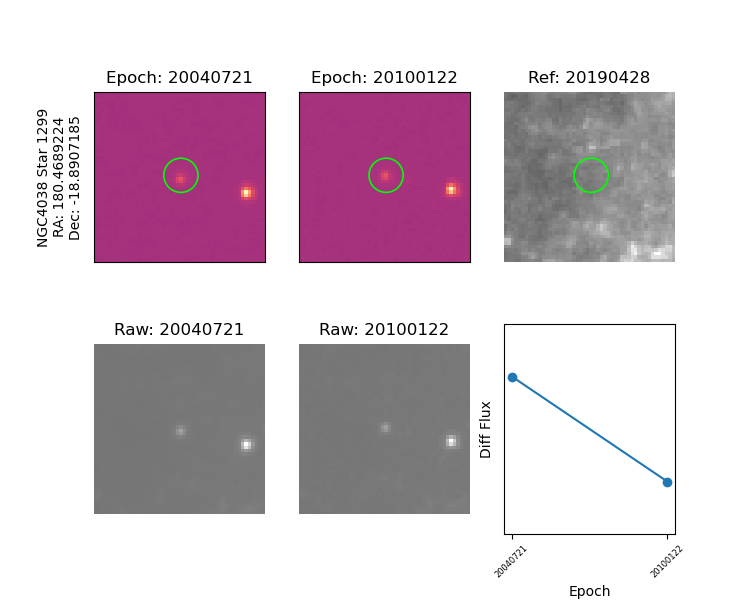 NGC4038 Star 1299
RA: 180.4689224
Dec: -18.8907185
Epoch: 20040721
Epoch: 20100122
Ref: 20190428
Raw: 20040721
Raw: 20100122
Diff Flux
20040721
20100122
Epoch